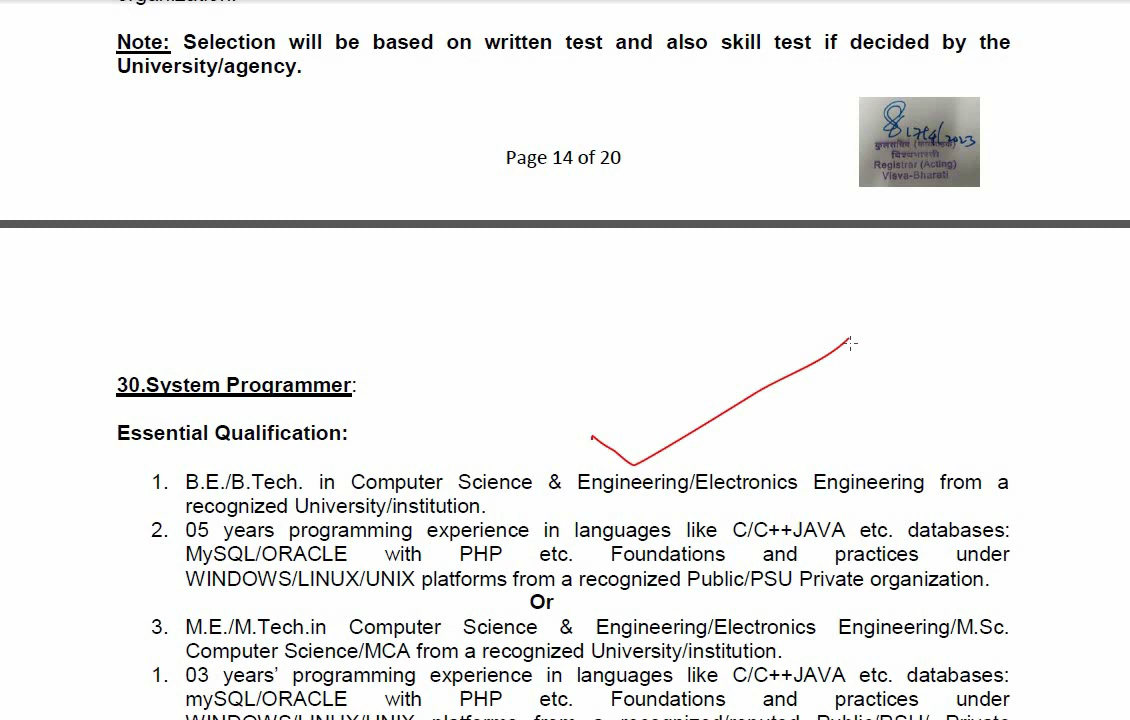 Note: Selection will be based on written test and also skill test if decided by the
University/agency.
Page 14 of 20
विश्वभारती
Registrar (Acting)
Visva-Bharati
30.System Programmer:
Essential Qualification:
1. B.E./B.Tech. in Computer Science & Engineering/Electronics Engineering from a
recognized University/institution.
2. 05 years programming experience in languages like C/C++JAVA etc. databases:
MySQL/ORACLE with PHP etc. Foundations and practices under
WINDOWS/LINUX/UNIX platforms from a recognized Public/PSU Private organization.
Or
3. M.E./M.Tech.in Computer Science & Engineering/Electronics Engineering/M.Sc.
Computer Science/MCA from a recognized University/institution.
1. 03 years' programming experience in languages like C/C++JAVA etc. databases:
mySQL/ORACLE with PHP etc. Foundations and practices under